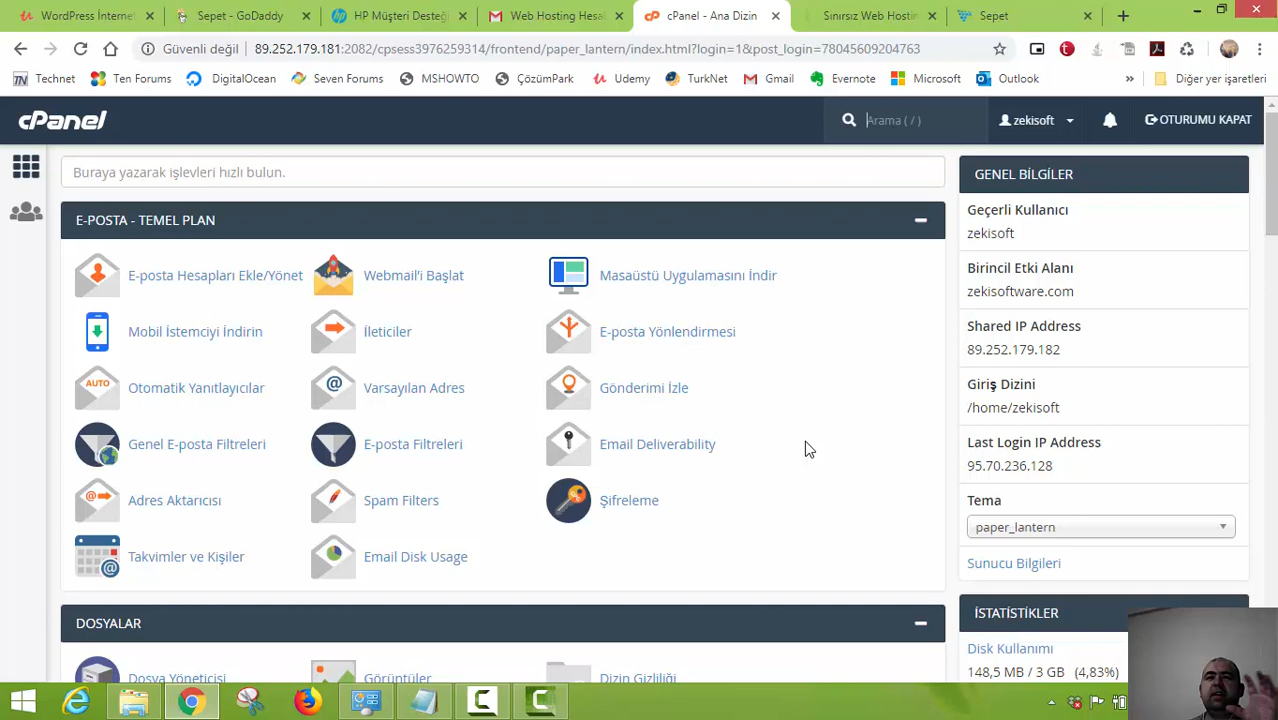 WordPress İnternet
Sepet - GoDaddy
HP Müşteri Desteği
Web Hosting Hesa
cPanel - Ana Dizin
Sınırsız Web Hostin
Sepet
Güvenli değil
89.252.179.181:2082/cpsess3976259314/frontend/paper_lantern/index.html?login=1&post_login=78045609204763
Technet
Ten Forums
DigitalOcean
Seven Forums
MSHOWTO
ÇözümPark
Udemy
TurkNet
Gmail
Evernote
Microsoft
Outlook
»
Diğer yer işaretleri
cPanel
Arama ( / )
zekisoft
OTURUMU KAPAT
Buraya yazarak işlevleri hızlı bulun.
E-POSTA - TEMEL PLAN
E-posta Hesapları Ekle/Yönet
Webmail'i Başlat
Masaüstü Uygulamasını İndir
Mobil İstemciyi İndirin
İleticiler
E-posta Yönlendirmesi
AUTO
Otomatik Yanıtlayıcılar
Varsayılan Adres
Gönderimi İzle
Genel E-posta Filtreleri
E-posta Filtreleri
Email Deliverability
Adres Aktarıcısı
Spam Filters
Şifreleme
Takvimler ve Kişiler
Email Disk Usage
DOSYALAR
Dosya Yöneticisi
Görüntüler
Dizin Gizliliği
GENEL BİLGİLER
Geçerli Kullanıcı
zekisoft
Birincil Etki Alanı
zekisoftware.com
Shared IP Address
89.252.179.182
Giriş Dizini
/home/zekisoft
Last Login IP Address
95.70.236.128
Tema
paper_lantern
Sunucu Bilgileri
İSTATİSTİKLER
Disk Kullanımı
148,5 MB / 3 GB (4,83%)